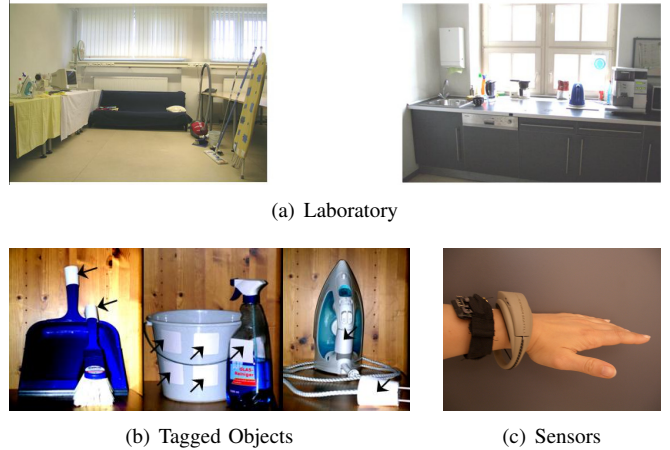 (a) Laboratory
GLAS-
Reiniger
(b) Tagged Objects
(c) Sensors